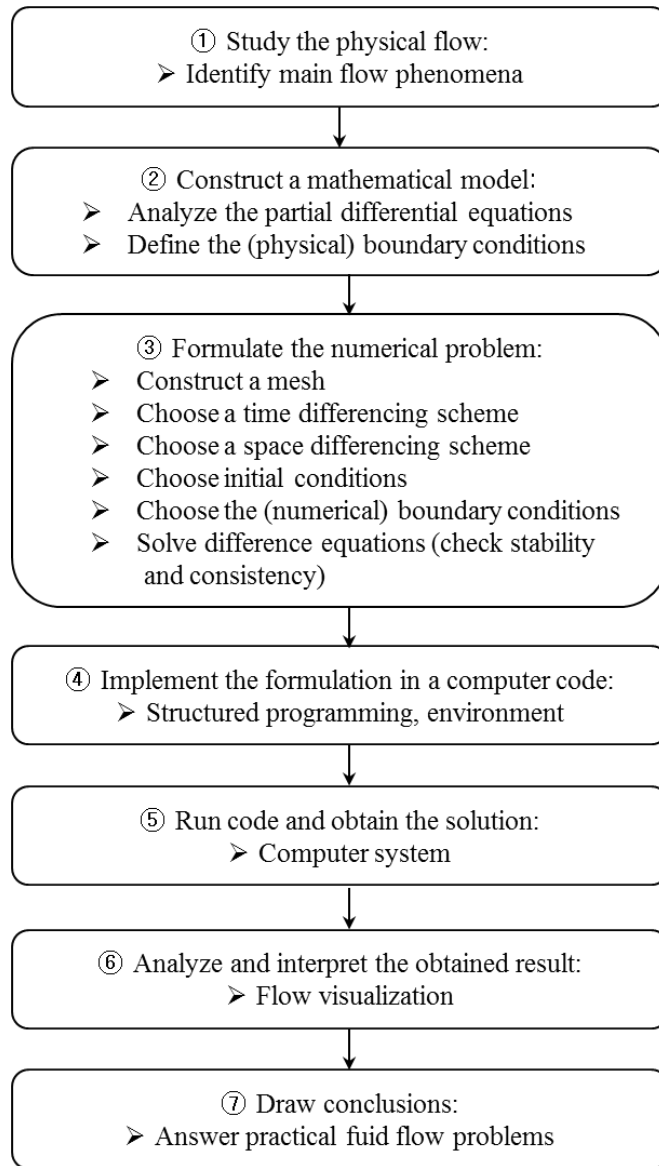 ① Study the physical flow:
➢ Identify main flow phenomena
② Construct a mathematical model:
➢ Analyze the partial differential equations
➢ Define the (physical) boundary conditions
③ Formulate the numerical problem:
➢ Construct a mesh
➢ Choose a time differencing scheme
➢ Choose a space differencing scheme
➢ Choose initial conditions
➢ Choose the (numerical) boundary conditions
➢ Solve difference equations (check stability
and consistency)
④ Implement the formulation in a computer code:
➢ Structured programming, environment
⑤ Run code and obtain the solution:
➢ Computer system
⑥ Analyze and interpret the obtained result:
➢ Flow visualization
⑦ Draw conclusions:
➢ Answer practical fuid flow problems